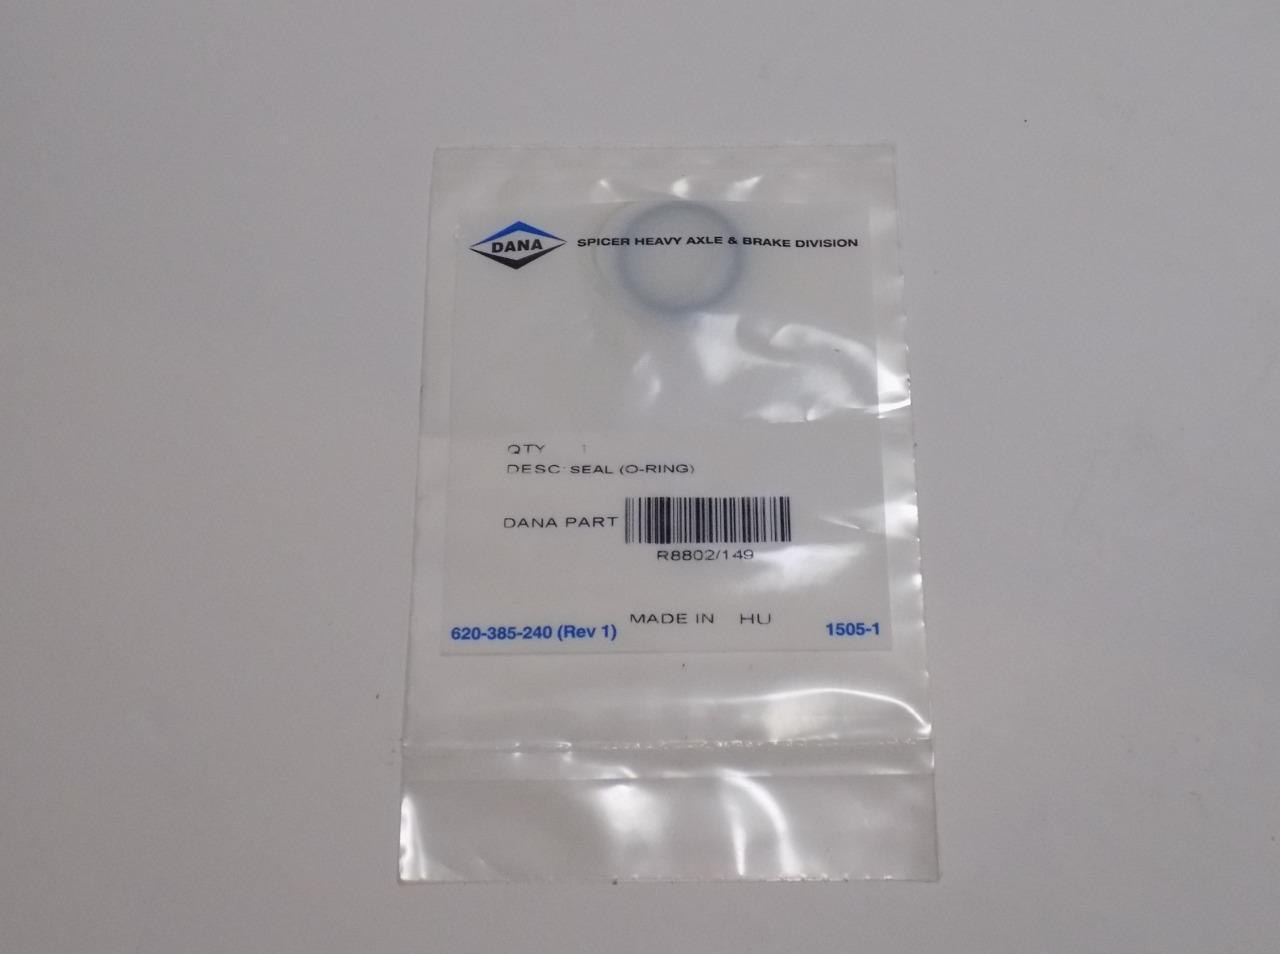 DANA SPICER HEAVY AXLE & BRAKE DIVISION
QTY 1
DESC: SEAL (O-RING)
DANA PART
R8802/149
MADE IN HU
620-385-240 (Rev 1) 1505-1